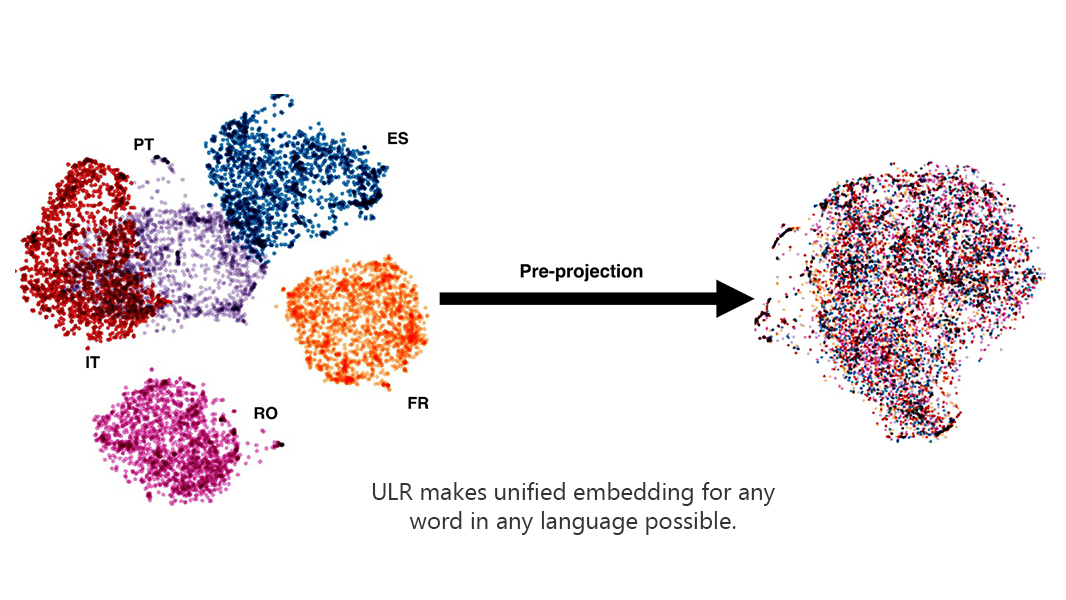 PT
ES
Pre-projection
IT
FR
RO
ULR makes unified embedding for any
word in any language possible.